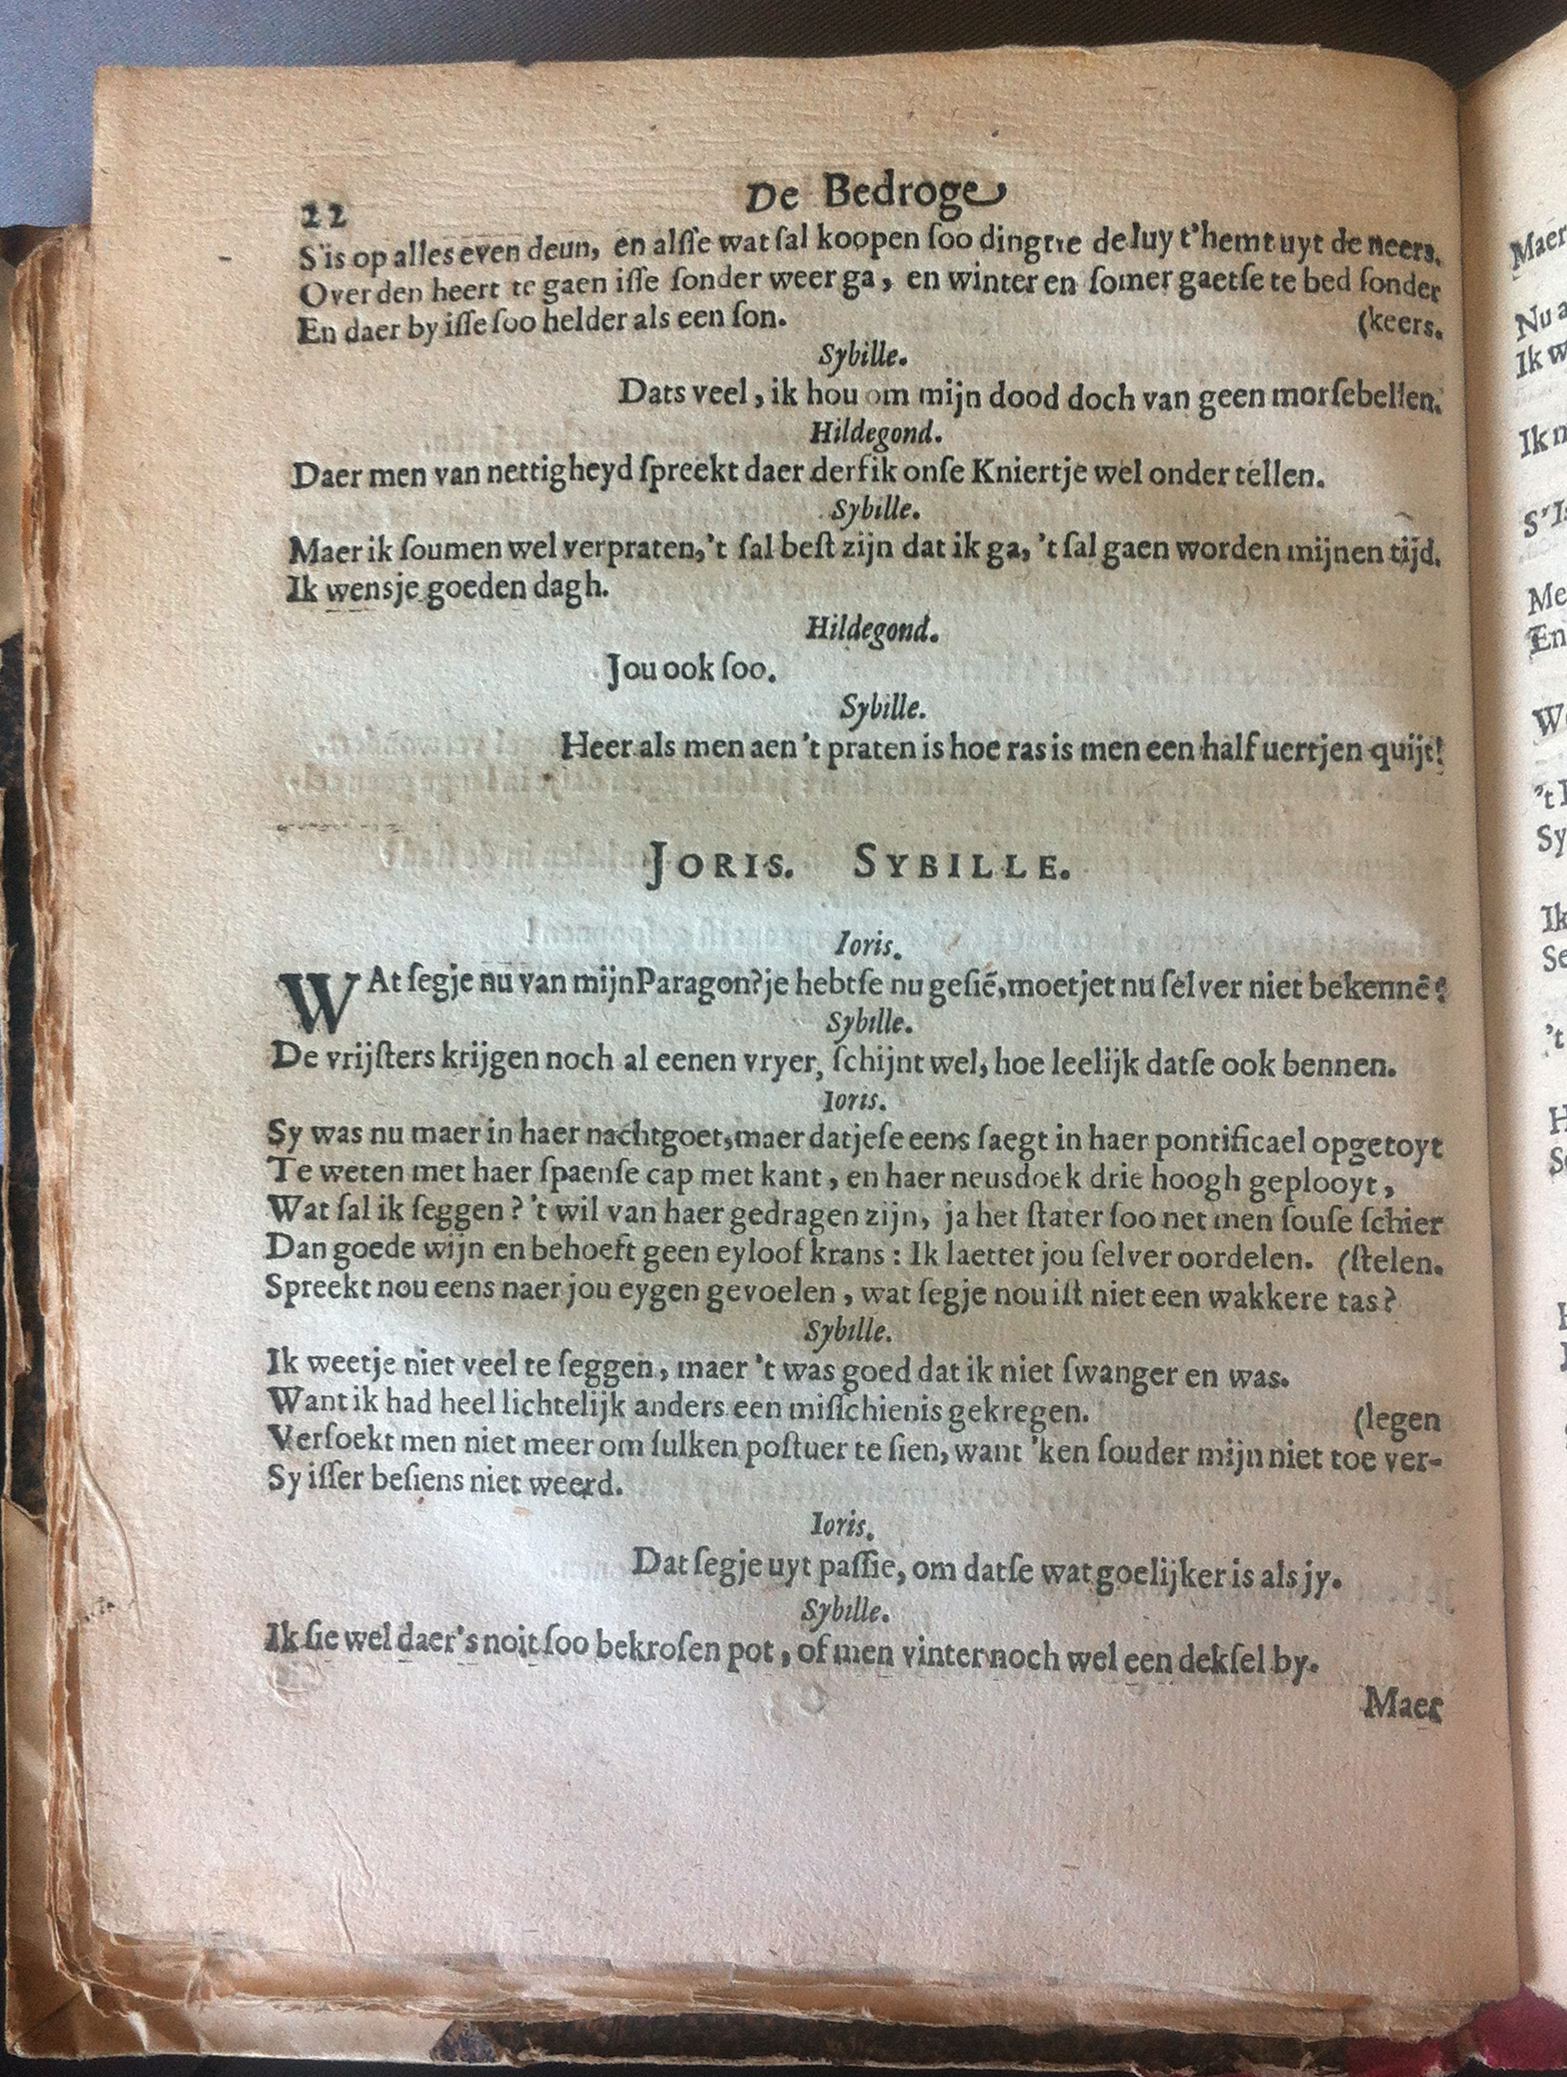 22 De Bedroge
S'is op alles even deun, en alſſe wat ſal koopen ſoo dingtſe de luy t'hemt uyt de neers.
Over den heert te gaen iſſe ſonder weer ga, en winter en ſomer gaetſe te bed ſonder
En daer by iſſe ſoo helder als een ſon. (keers.
Sybille.
Dats veel, ik hou om mijn dood doch van geen morſebellen.
Hildegond.
Daer men van nettigheyd ſpreekt daer derfik onſe Kniertje wel onder tellen.
Sybille.
Maer ik ſoumen wel verpraten, 't ſal beſt zijn dat ik ga, 't ſal gaen worden mijnen tijd.
Ik wensje goeden dagh.
Hildegond.
Jou ook ſoo.
Sybille.
Heer als men aen 't praten is hoe ras is men een half uertjen quijt!
JORIS. SYBILLE.
Ioris.
WAt ſegje nu van mijn Paragon? je hebtſe nu geſiē, moetjet nu ſelver niet bekennē?
Sybille.
De vrijſters krijgen noch al eenen vryer, ſchijnt wel, hoe leelijk datſe ook bennen.
Ioris.
Sy was nu maer in haer nachtgoet, maer datjeſe eens ſaegt in haer pontificael opgetoyt
Te weten met haer ſpaenſe cap met kant, en haer neusdoek drie hoogh geplooyt,
Wat ſal ik ſeggen? 't wil van haer gedragen zijn, ja het ſtater ſoo net men ſouſe ſchier
Dan goede wijn en behoeft geen eyloof krans: Ik laettet jou ſelver oordelen. (ſtelen.
Spreekt nou eens naer jou eygen gevoelen, wat ſegje nou iſt niet een wakkere tas?
Sybille.
Ik weetje niet veel te ſeggen, maer 't was goed dat ik niet ſwanger en was.
Want ik had heel lichtelijk anders een miſſchienis gekregen. (legen
Verſoekt men niet meer om ſulken poſtuer te ſien, want 'ken ſouder mijn niet toe ver-
Sy iſſer beſiens niet weerd.
Ioris.
Dat ſegje uyt paſſie, om datſe wat goelijker is als jy.
Sybille.
Ik ſie wel daer's noit ſoo bekroſen pot, of men vinter noch wel een dekſel by.
Maer